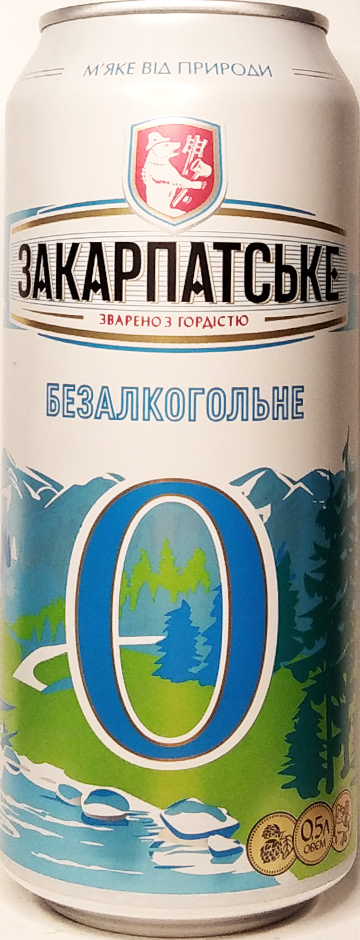 М'ЯКЕ ВІД ПРИРОДИ
ЗАКАРПАТСЬКЕ
ЗВАРЕНО З ГОРДІСТЮ
БЕЗАЛКОГОЛЬНЕ
0
0,5Л
ОБЄМ